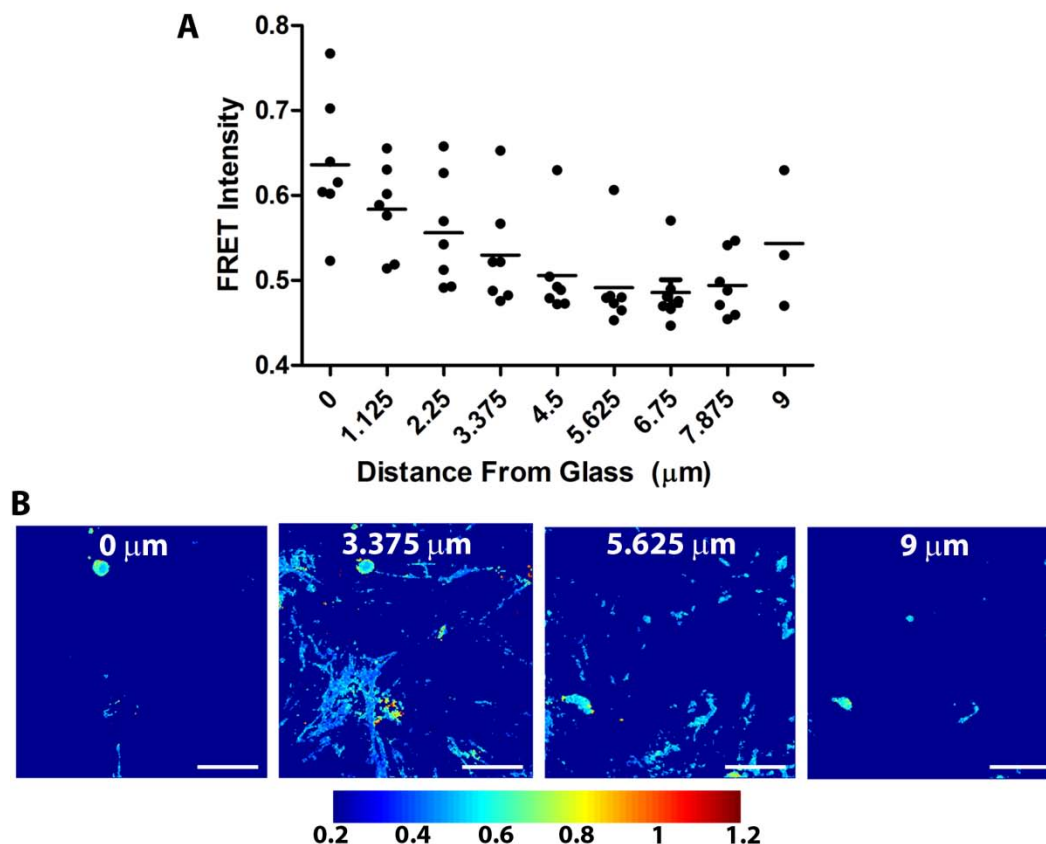 A
FRET Intensity
0.8
0.7
0.6
0.5
0.4
0 1.125 2.25 3.375 4.5 5.625 6.75 7.875 9
Distance From Glass (μm)
B
0 μm 3.375 μm 5.625 μm 9 μm
0.2 0.4 0.6 0.8 1 1.2